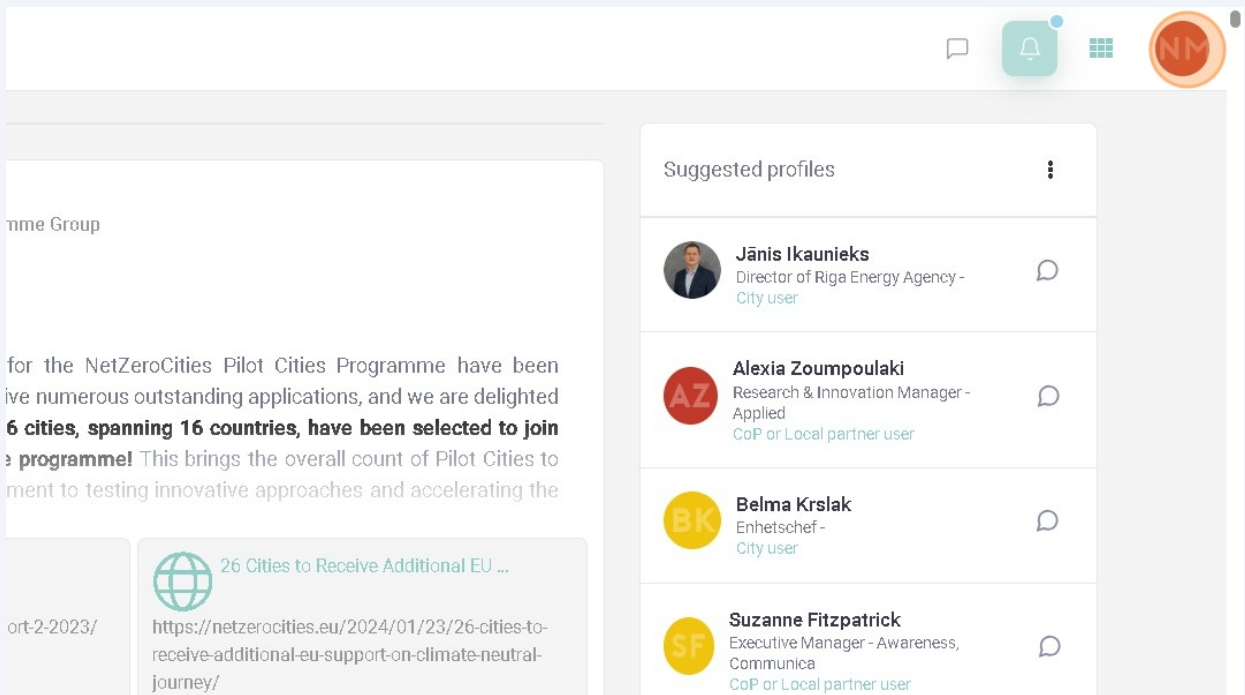 NM
mme Group
for the NetZeroCities Pilot Cities Programme have been
ive numerous outstanding applications, and we are delighted
6 cities, spanning 16 countries, have been selected to join
e programme! This brings the overall count of Pilot Cities to
ment to testing innovative approaches and accelerating the
ort-2-2023/
26 Cities to Receive Additional EU ...
https://netzerocities.eu/2024/01/23/26-cities-to-
receive-additional-eu-support-on-climate-neutral-
journey/
Suggested profiles
Jānis Ikaunieks
Director of Riga Energy Agency -
City user
AZ
Alexia Zoumpoulaki
Research & Innovation Manager -
Applied
CoP or Local partner user
BK
Belma Krslak
Enhetschef -
City user
SF
Suzanne Fitzpatrick
Executive Manager - Awareness,
Communica
CoP or Local partner user